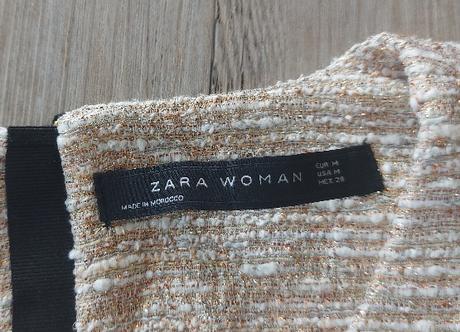 ZARA WOMAN
MADE IN MOROCCO
EUR M
USA M
MEX 28